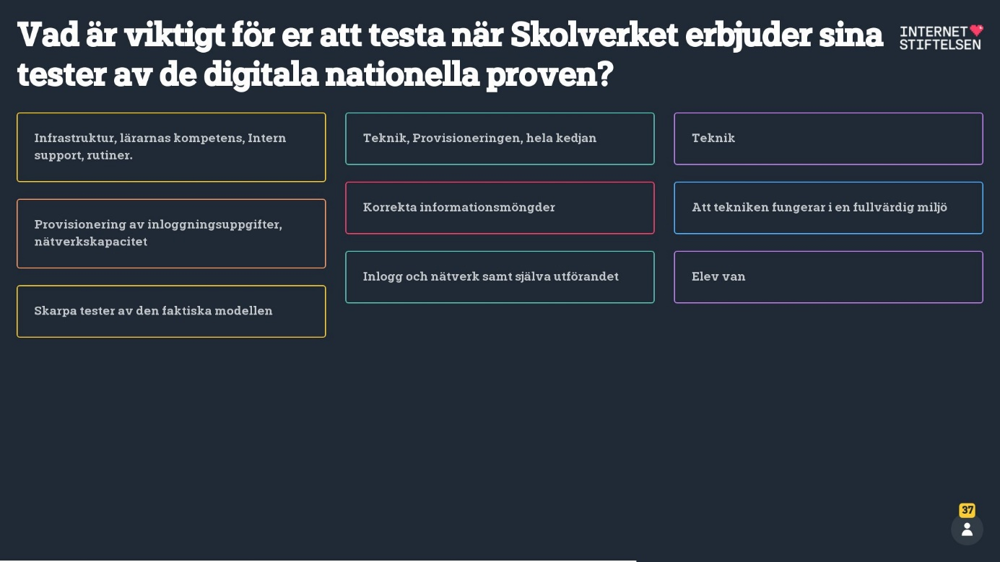 Vad är viktigt för er att testa när Skolverket erbjuder sina
tester av de digitala nationella proven?
INTERNET
STIFTELSEN
Infrastruktur, lärarnas kompetens, Intern
support, rutiner.
Teknik, Provisioneringen, hela kedjan
Teknik
Provisionering av inloggningsuppgifter,
nätverkskapacitet
Korrekta informationsmöngder
Att tekniken fungerar i en fullvärdig miljö
Skarpa tester av den faktiska modellen
Inlogg och nätverk samt själva utförandet
Elev van
37